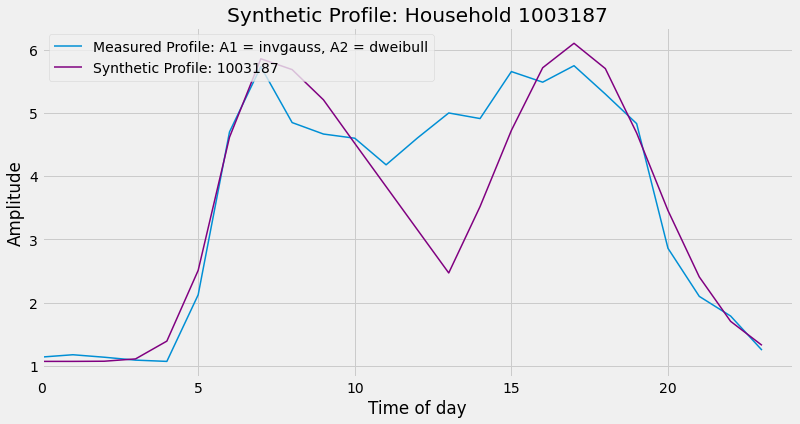 Synthetic Profile: Household 1003187
Measured Profile: A1 = invgauss, A2 = dweibull
Synthetic Profile: 1003187
Amplitude
6
5
4
3
2
1
0 5 10 15 20
Time of day